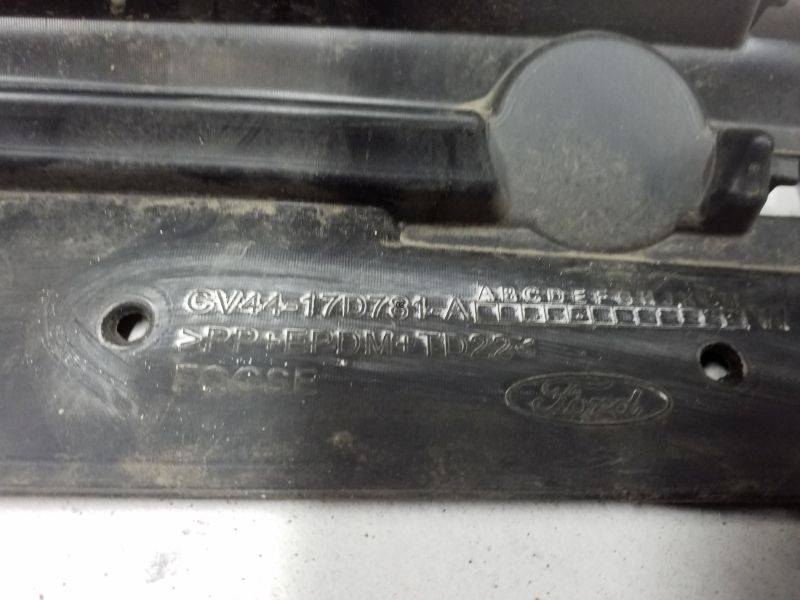 CV44-17D781-A ABCDEFGH
>PP+EPDM+TD22<
Ford